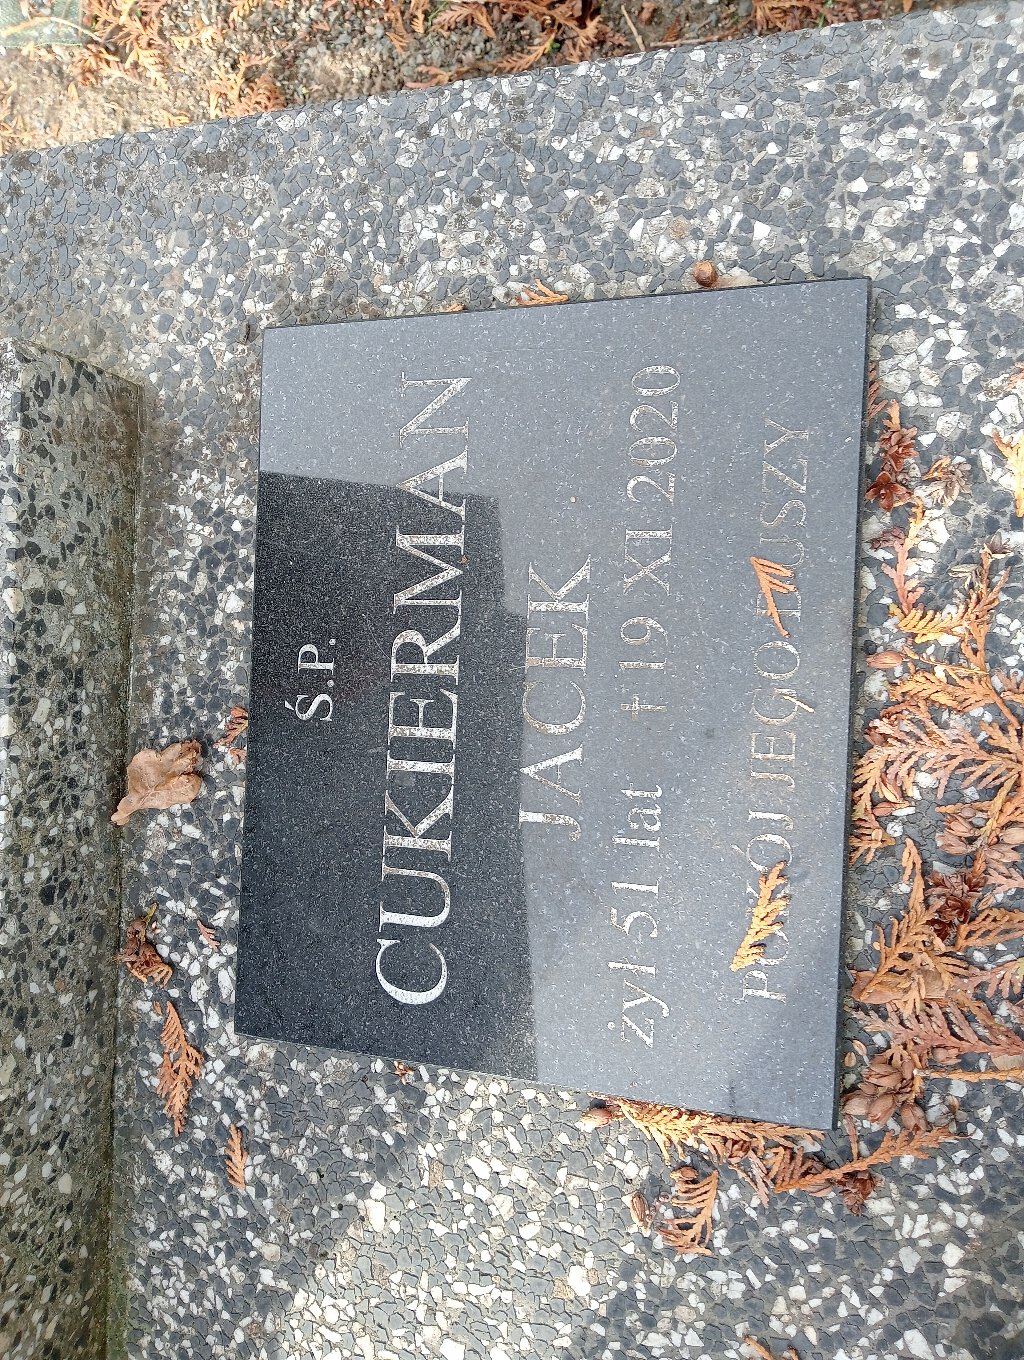 Ś.P.
CUKIERMAN
JACEK
żył 51 lat † 19 XI 2020
POKÓJ JEGO DUSZY